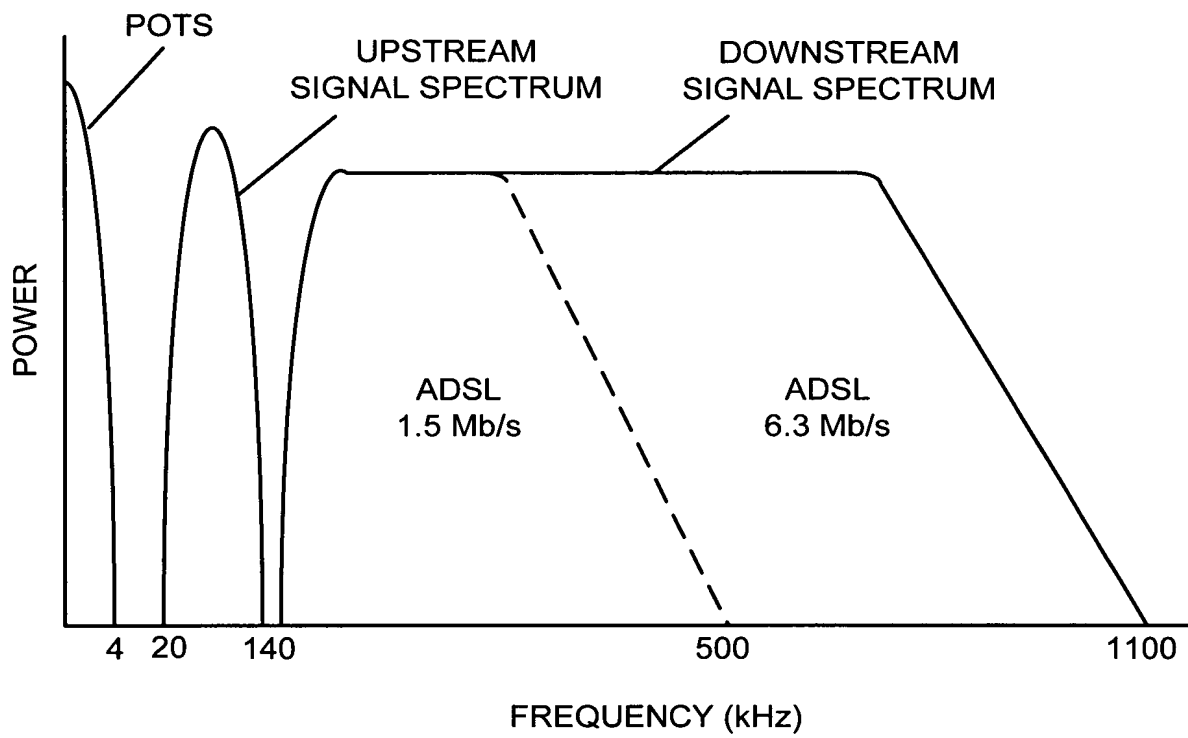 POTS
UPSTREAM
SIGNAL SPECTRUM
DOWNSTREAM
SIGNAL SPECTRUM
POWER
ADSL
1.5 Mb/s
ADSL
6.3 Mb/s
4 20 140 500 1100
FREQUENCY (kHz)